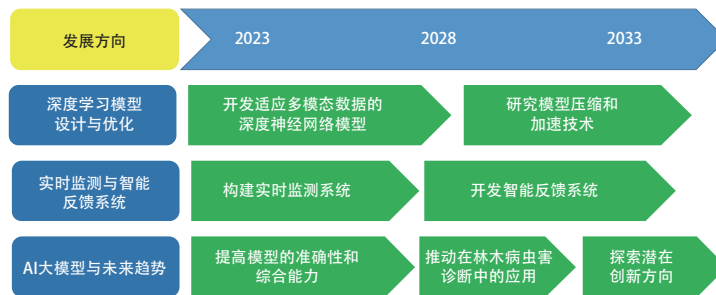 发展方向
2023
2028
2033
深度学习模型
设计与优化
开发适应多模态数据的
深度神经网络模型
研究模型压缩和
加速技术
实时监测与智能
反馈系统
构建实时监测系统
开发智能反馈系统
AI大模型与未来趋势
提高模型的准确性和
综合能力
推动在林木病虫害
诊断中的应用
探索潜在
创新方向